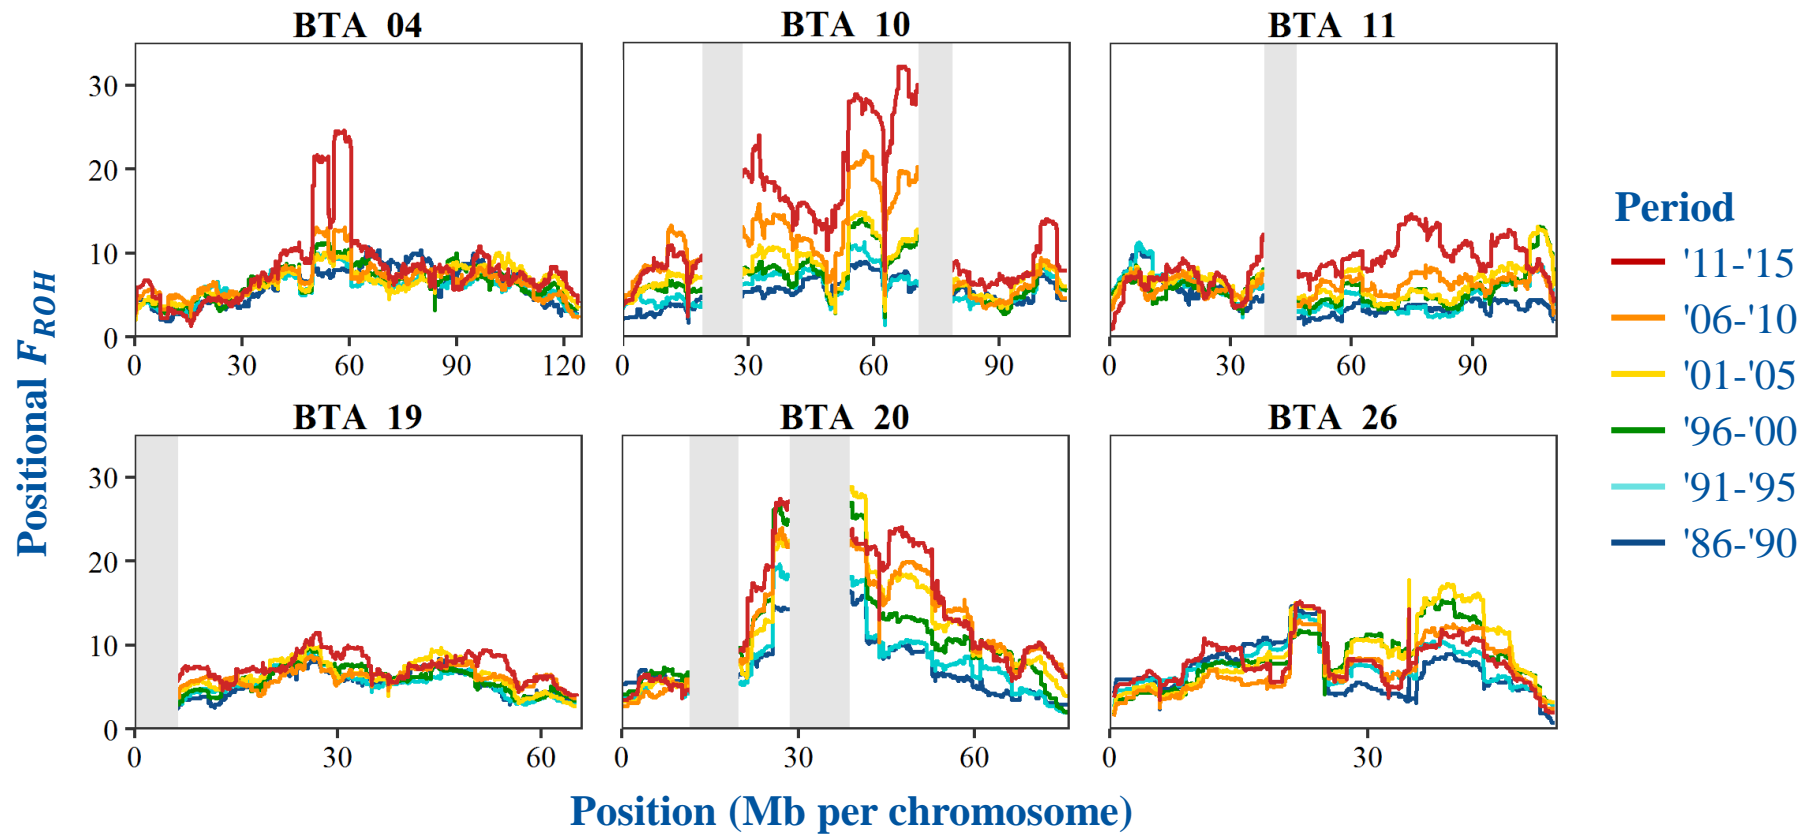 BTA 04
BTA 10
BTA 11
30
20
10
0
0 30 60 90 120
0 30 60 90
0 30 60 90
BTA 19
BTA 20
BTA 26
30
20
10
0
0 30 60
0 30 60
0 30
Positional F_ROH
Position (Mb per chromosome)
Period
'11-'15
'06-'10
'01-'05
'96-'00
'91-'95
'86-'90